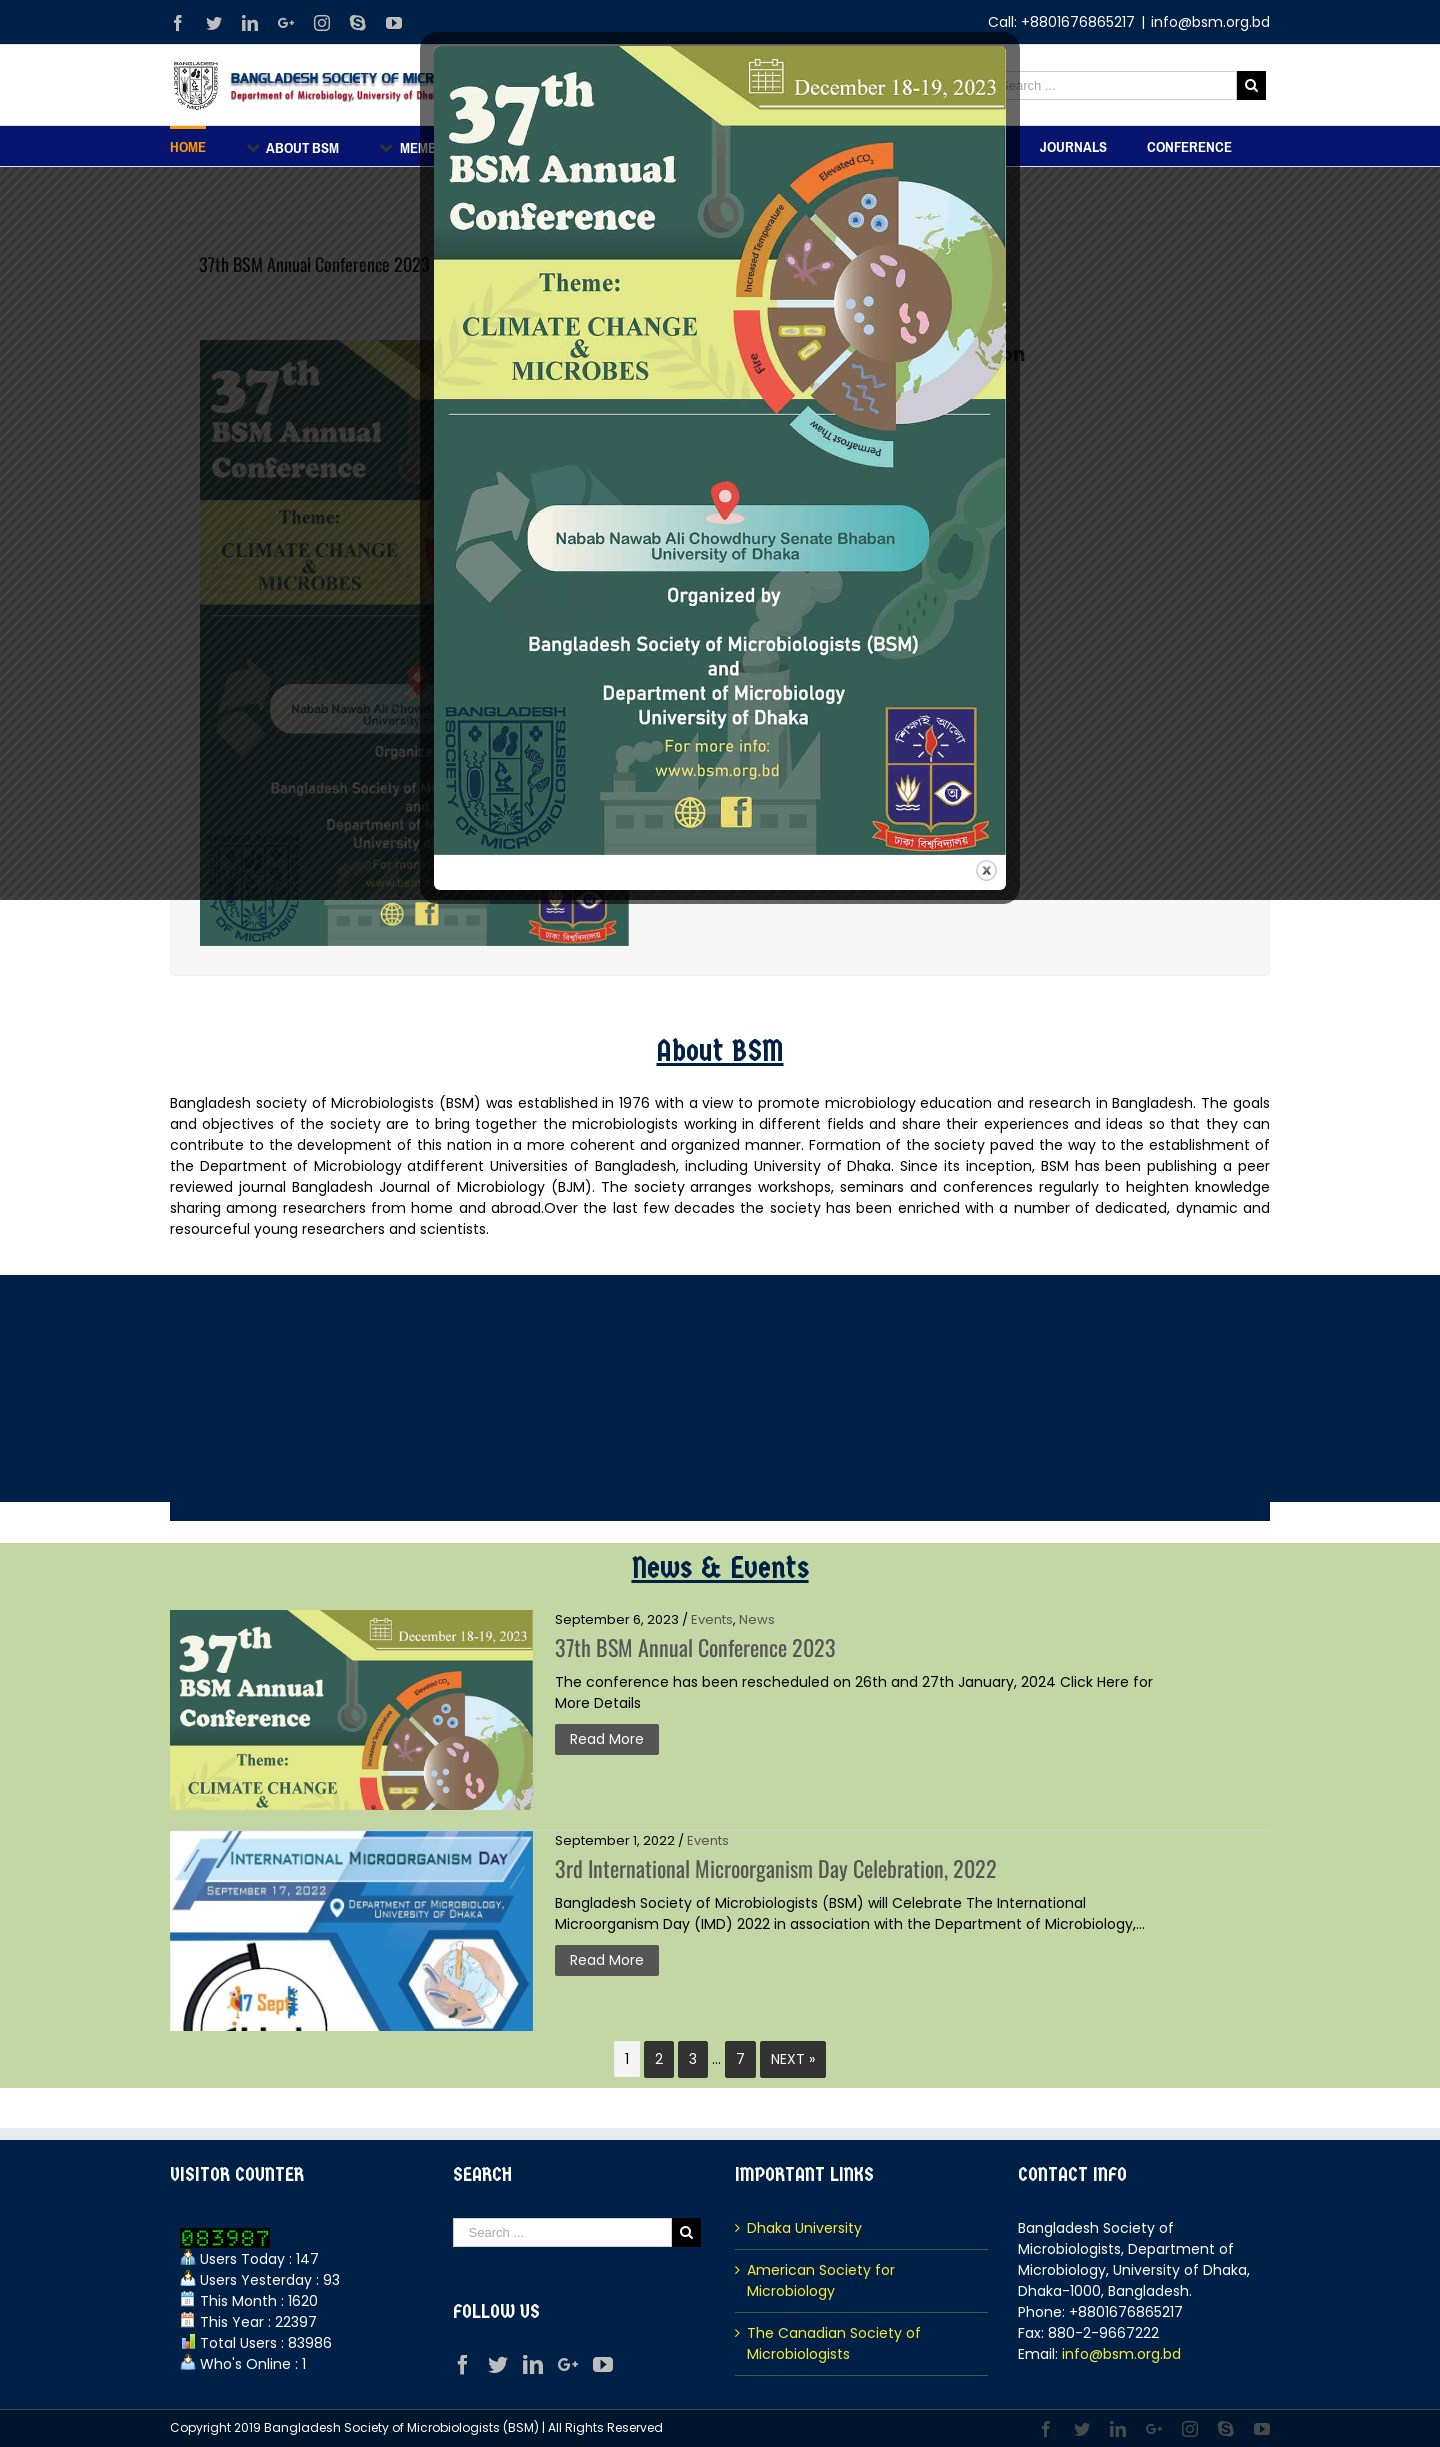 Call: +8801676865217 | info@bsm.org.bd
BANGLADESH SOCIETY OF
Department of Microbiology, University of
Search ...
HOME
ABOUT BSM
JOURNALS
CONFERENCE
37th BSM Annual Conference 2023
December 18-19, 2023
37th
BSM Annual
Conference
Elevated CO2
Increased Temperature
Fire
Permafrost Thaw
Theme:
CLIMATE CHANGE
&
MICROBES
Nabab Nawab Ali Chowdhury Senate Bhaban
University of Dhaka
Organized by
Bangladesh Society of Microbiologists (BSM)
and
Department of Microbiology
University of Dhaka
For more info:
www.bsm.org.bd
BANGLADESH
SOCIETY
OF MICROBIOLOGISTS
শিক্ষাই আলো
অ
ঢাকা বিশ্ববিদ্যালয়
X
37th
BSM Annual
Conference
Theme:
CLIMATE CHANGE
&
MICROBES
About BSM
Bangladesh society of Microbiologists (BSM) was established in 1976 with a view to promote microbiology education and research in Bangladesh. The goals
and objectives of the society are to bring together the microbiologists working in different fields and share their experiences and ideas so that they can
contribute to the development of this nation in a more coherent and organized manner. Formation of the society paved the way to the establishment of
the Department of Microbiology atdifferent Universities of Bangladesh, including University of Dhaka. Since its inception, BSM has been publishing a peer
reviewed journal Bangladesh Journal of Microbiology (BJM). The society arranges workshops, seminars and conferences regularly to heighten knowledge
sharing among researchers from home and abroad.Over the last few decades the society has been enriched with a number of dedicated, dynamic and
resourceful young researchers and scientists.
News & Events
December 18-19, 2023
37th
BSM Annual
Conference
Elevated CO2
Increased Temperature
Theme:
CLIMATE CHANGE
&
September 6, 2023 / Events, News
37th BSM Annual Conference 2023
The conference has been rescheduled on 26th and 27th January, 2024 Click Here for
More Details
Read More
INTERNATIONAL MICROORGANISM DAY
SEPTEMBER 17, 2022
DEPARTMENT OF MICROBIOLOGY,
UNIVERSITY OF DHAKA
17 Sept
September 1, 2022 / Events
3rd International Microorganism Day Celebration, 2022
Bangladesh Society of Microbiologists (BSM) will Celebrate The International
Microorganism Day (IMD) 2022 in association with the Department of Microbiology,...
Read More
1 2 3 ... 7 NEXT »
VISITOR COUNTER
083987
Users Today : 147
Users Yesterday : 93
This Month : 1620
This Year : 22397
Total Users : 83986
Who's Online : 1
SEARCH
Search ...
FOLLOW US
IMPORTANT LINKS
Dhaka University
American Society for
Microbiology
The Canadian Society of
Microbiologists
CONTACT INFO
Bangladesh Society of
Microbiologists, Department of
Microbiology, University of Dhaka,
Dhaka-1000, Bangladesh.
Phone: +8801676865217
Fax: 880-2-9667222
Email: info@bsm.org.bd
Copyright 2019 Bangladesh Society of Microbiologists (BSM) | All Rights Reserved